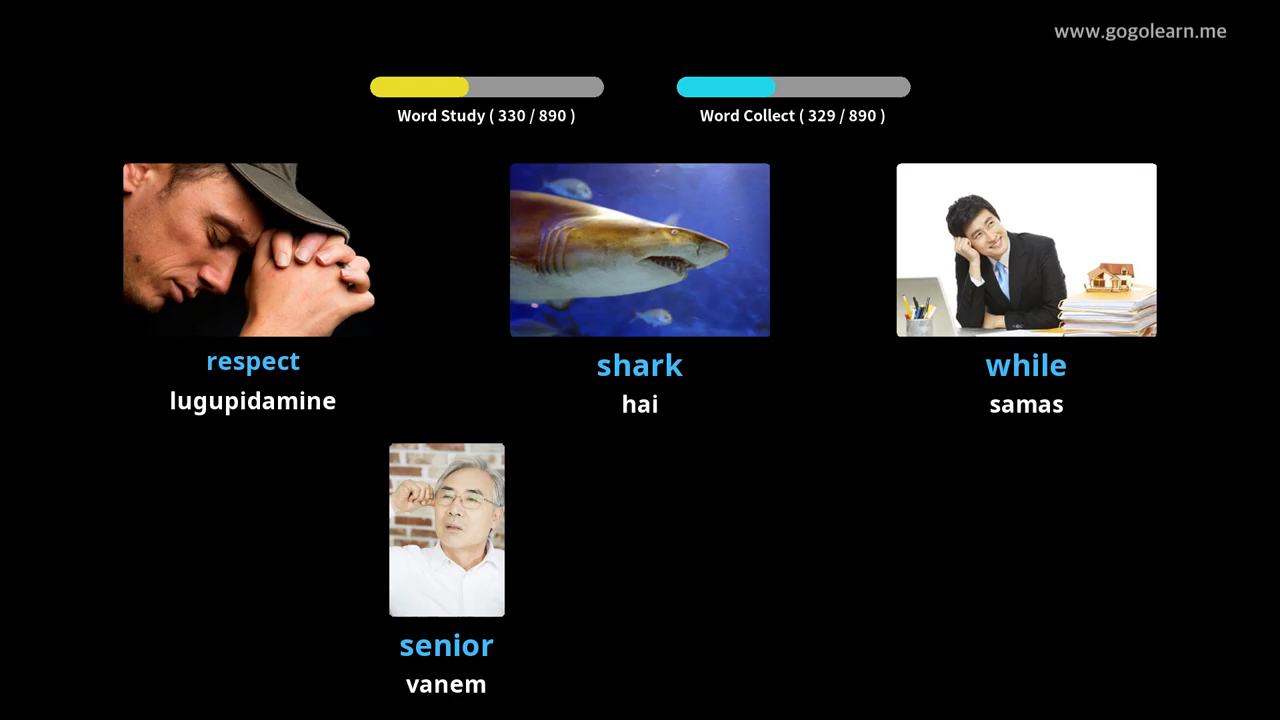 www.gogolearn.me
Word Study ( 330 / 890 )
Word Collect ( 329 / 890 )
respect
lugupidamine
shark
hai
while
samas
senior
vanem